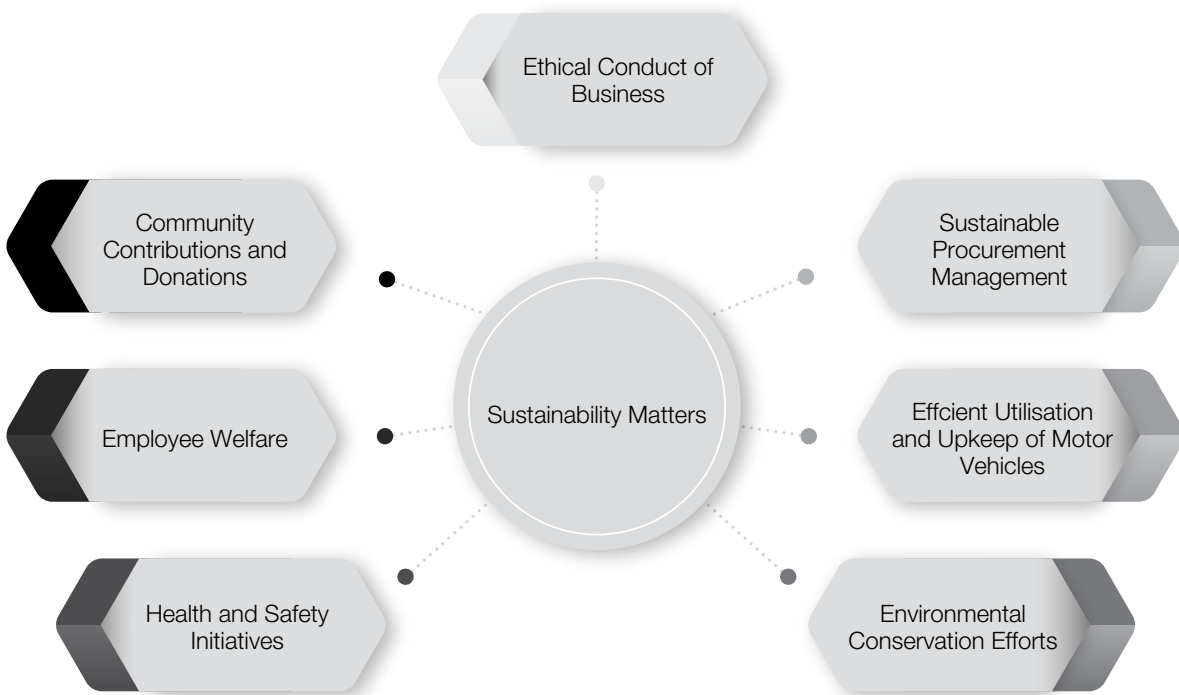 Ethical Conduct of
Business
Community
Contributions and
Donations
Sustainable
Procurement
Management
Sustainability Matters
Employee Welfare
Effcient Utilisation
and Upkeep of Motor
Vehicles
Health and Safety
Initiatives
Environmental
Conservation Efforts